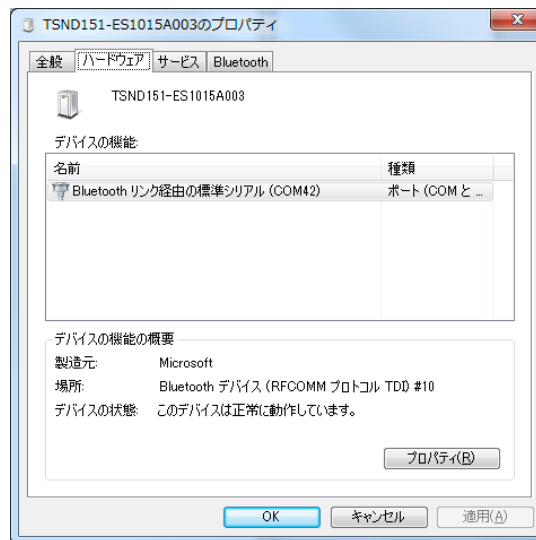 TSND151-ES1015A003のプロパティ
全般 ハードウェア サービス Bluetooth
TSND151-ES1015A003
デバイスの機能:
名前 種類
Bluetooth リンク経由の標準シリアル (COM42) ポート (COM と ...
デバイスの機能の概要
製造元: Microsoft
場所: Bluetooth デバイス (RFCOMM プロトコル TDI) #10
デバイスの状態: このデバイスは正常に動作しています。
プロパティ(R)
OK キャンセル 適用(A)